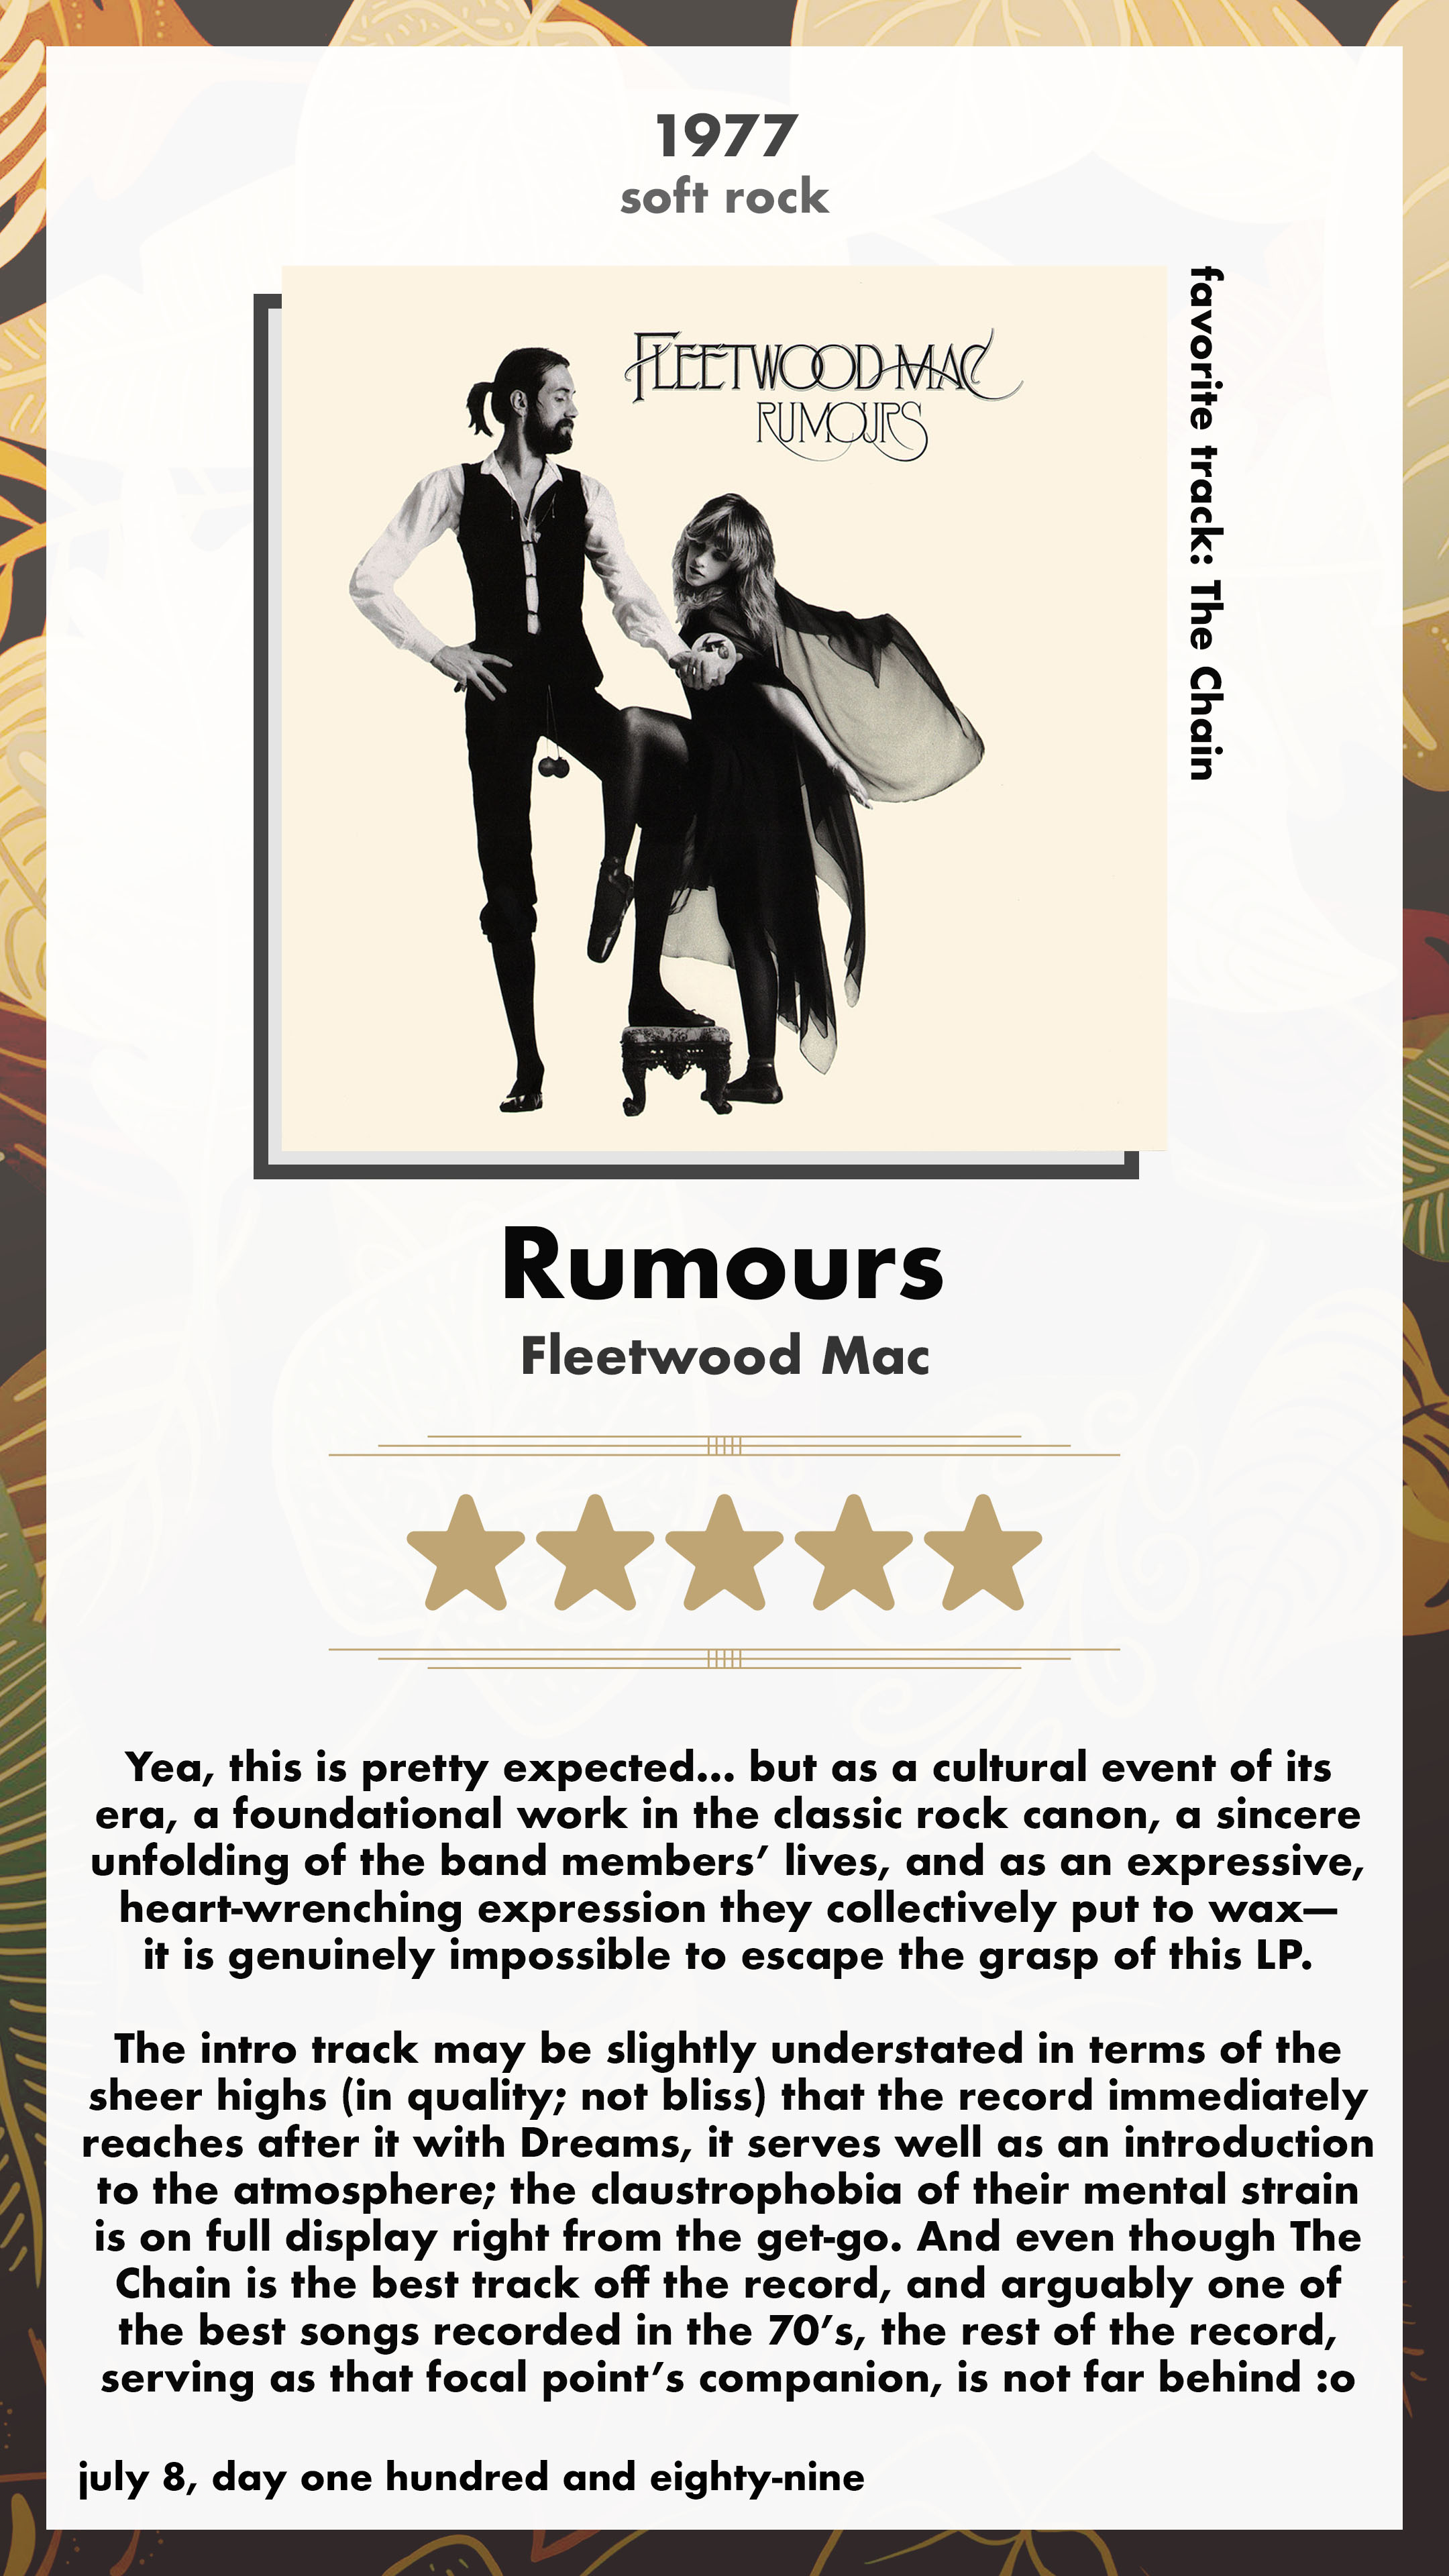 1977
soft rock
FLEETWOOD MAC
RUMOURS
favorite track: The Chain
Rumours
Fleetwood Mac
Yea, this is pretty expected... but as a cultural event of its
era, a foundational work in the classic rock canon, a sincere
unfolding of the band members’ lives, and as an expressive,
heart-wrenching expression they collectively put to wax—
it is genuinely impossible to escape the grasp of this LP.
The intro track may be slightly understated in terms of the
sheer highs (in quality; not bliss) that the record immediately
reaches after it with Dreams, it serves well as an introduction
to the atmosphere; the claustrophobia of their mental strain
is on full display right from the get-go. And even though The
Chain is the best track off the record, and arguably one of
the best songs recorded in the 70’s, the rest of the record,
serving as that focal point’s companion, is not far behind :o
july 8, day one hundred and eighty-nine